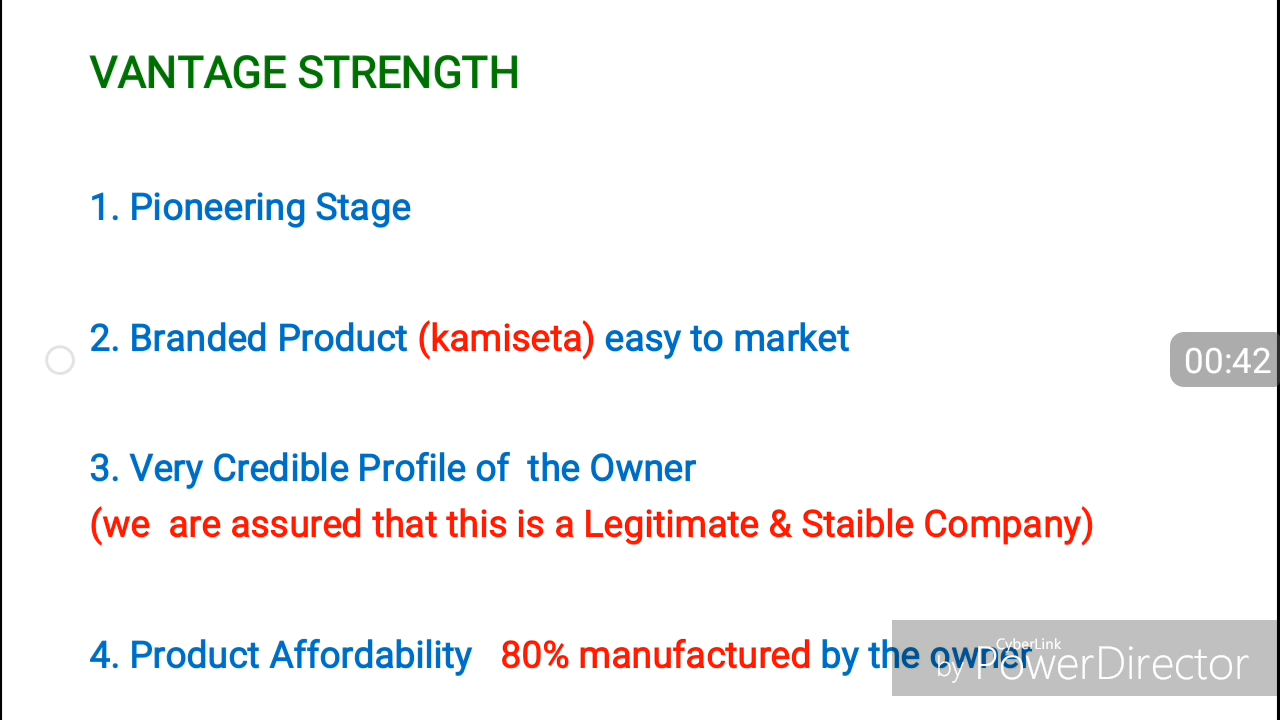 VANTAGE STRENGTH
1. Pioneering Stage
2. Branded Product (kamiseta) easy to market
00:42
3. Very Credible Profile of the Owner
(we are assured that this is a Legitimate & Staible Company)
4. Product Affordability 80% manufactured by the owner
CyberLink
by PowerDirector